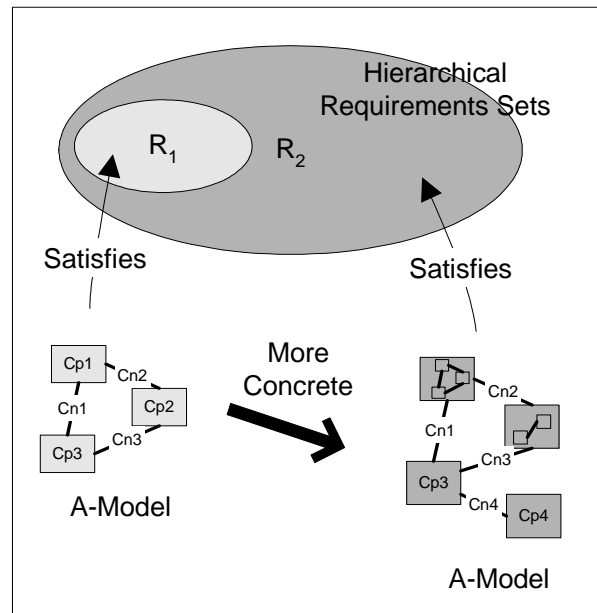 Hierarchical
Requirements Sets
R1
R2
Satisfies
Satisfies
More
Concrete
Cp1
Cn2
Cp2
Cn1
Cn3
Cp3
A-Model
Cn2
Cn1
Cn3
Cp3
Cn4
Cp4
A-Model